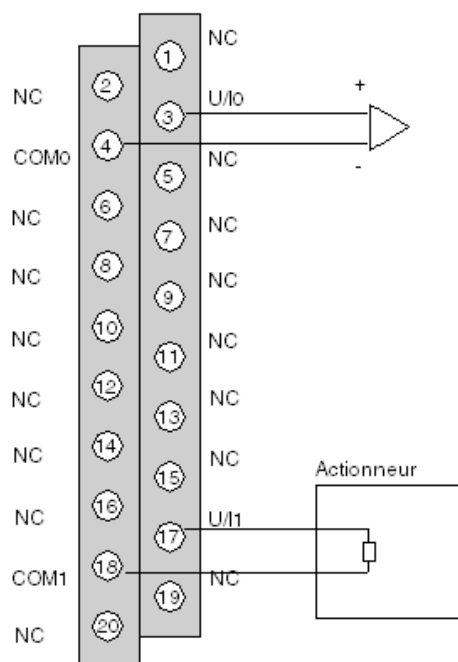 NC
1
2
U/I0
+
NC
3
4
COM0
NC
-
5
6
NC
NC
7
8
NC
NC
9
10
NC
NC
11
12
NC
NC
13
14
NC
NC
15
Actionneur
16
NC
U/I1
17
18
COM1
NC
19
20
NC